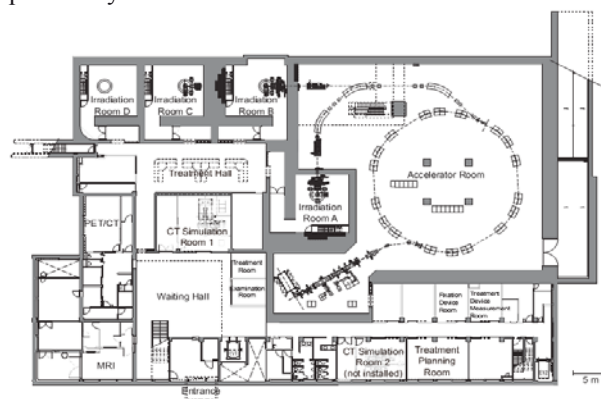 Irradiation
Room D
Irradiation
Room C
Irradiation
Room B
Treatment Hall
Accelerator Room
Irradiation
Room A
PET/CT
CT Simulation
Room 1
Treatment
Room
Examination
Room
Waiting Hall
Fixation
Device
Room
Treatment
Device
Measurement
Room
MRI
CT Simulation
Room 2
(not installed)
Treatment
Planning
Room
Entrance
5 m